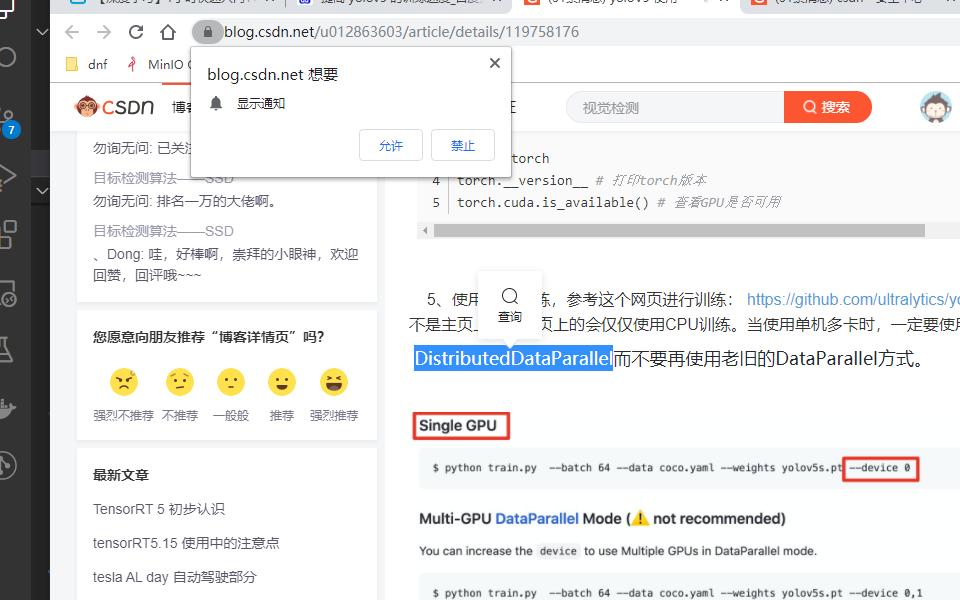 blog.csdn.net/u012863603/article/details/119758176
dnf
MinIO
blog.csdn.net 想要
显示通知
允许
禁止
CSDN
博客
视觉检测
搜索
7
勿询无问: 已关注
目标检测算法——SSD
勿询无问: 排名一万的大佬啊。
目标检测算法——SSD
、Dong: 哇，好棒啊，崇拜的小眼神，欢迎
回赞，回评哦~~~
您愿意向朋友推荐“博客详情页”吗?
强烈不推荐
不推荐
一般般
推荐
强烈推荐
最新文章
TensorRT 5 初步认识
tensorRT5.15 使用中的注意点
tesla AL day 自动驾驶部分
torch
4 torch.__version__ # 打印torch版本
5 torch.cuda.is_available() # 查看GPU是否可用
查询
5、使用 练，参考这个网页进行训练： https://github.com/ultralytics/yo
不是主页 页上的会仅仅使用CPU训练。当使用单机多卡时，一定要使用
DistributedDataParallel而不要再使用老旧的DataParallel方式。
Single GPU
$ python train.py --batch 64 --data coco.yaml --weights yolov5s.pt --device 0
Multi-GPU DataParallel Mode (⚠ not recommended)
You can increase the device to use Multiple GPUs in DataParallel mode.
$ python train.py --batch 64 --data coco.yaml --weights yolov5s.pt --device 0,1